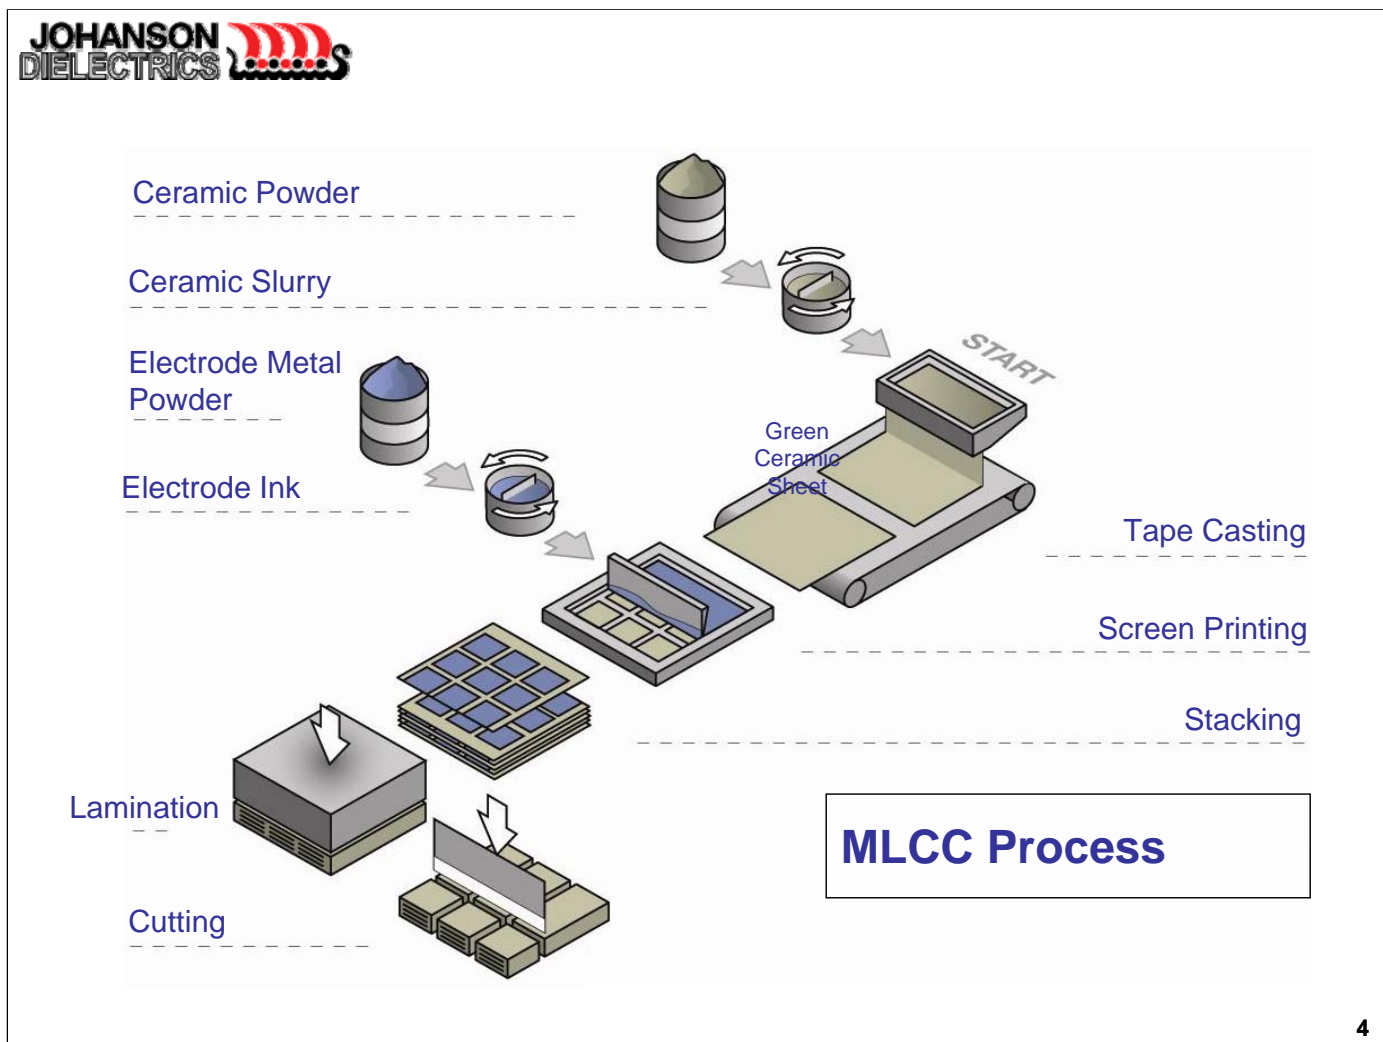 JOHANSON
DIELECTRICS
Ceramic Powder
Ceramic Slurry
START
Electrode Metal
Powder
Green
Ceramic
Sheet
Electrode Ink
Tape Casting
Screen Printing
Stacking
Lamination
MLCC Process
Cutting
4